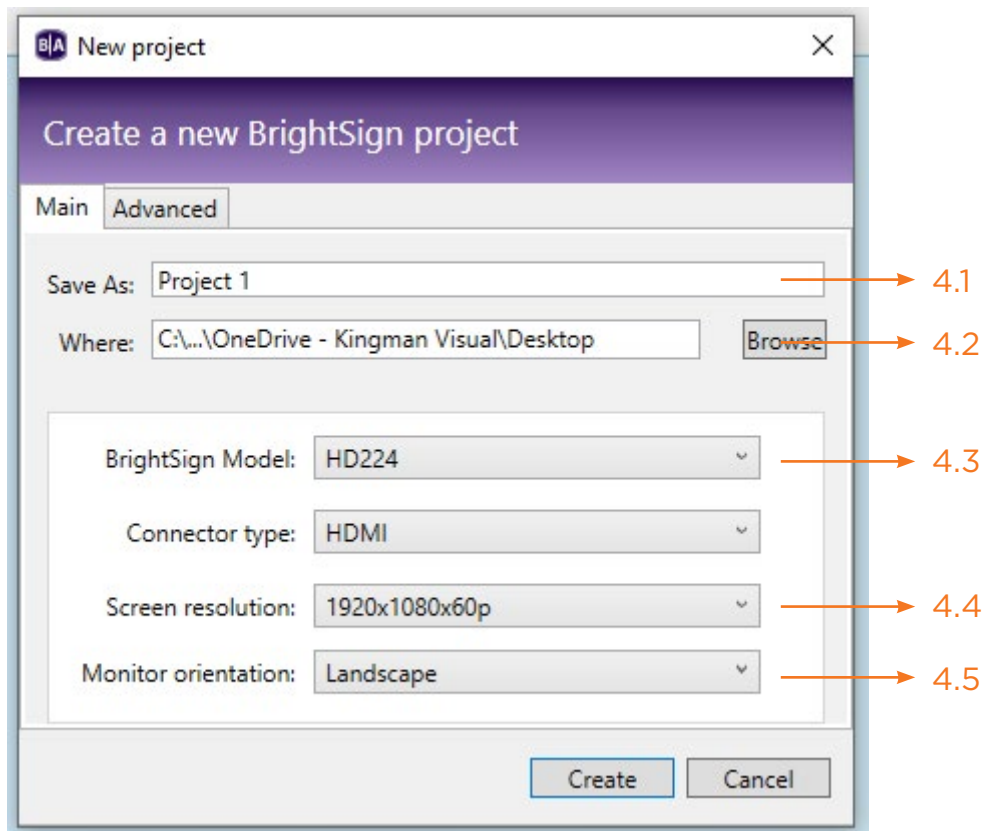 B|A New project
Create a new BrightSign project
Main Advanced
Save As: Project 1 4.1
Where: C:\...\OneDrive - Kingman Visual\Desktop Browse 4.2
BrightSign Model: HD224 4.3
Connector type: HDMI
Screen resolution: 1920x1080x60p 4.4
Monitor orientation: Landscape 4.5
Create Cancel